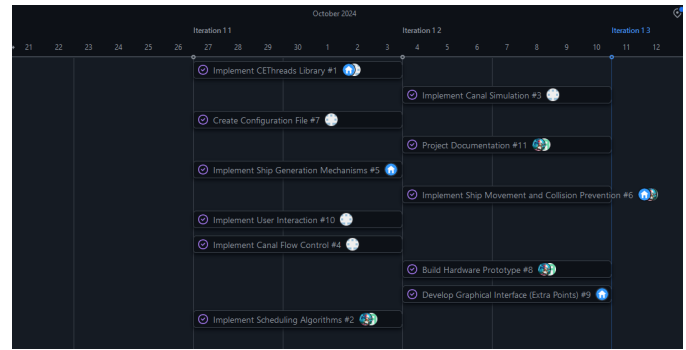 October 2024
Iteration 11
Iteration 12
Iteration 13
21 22 23 24 25 26 27 28 29 30 1 2 3 4 5 6 7 8 9 10 11 12
Implement CEThreads Library #1
Implement Canal Simulation #3
Create Configuration File #7
Project Documentation #11
Implement Ship Generation Mechanisms #5
Implement Ship Movement and Collision Prevention #6
Implement User Interaction #10
Implement Canal Flow Control #4
Build Hardware Prototype #8
Develop Graphical Interface (Extra Points) #9
Implement Scheduling Algorithms #2